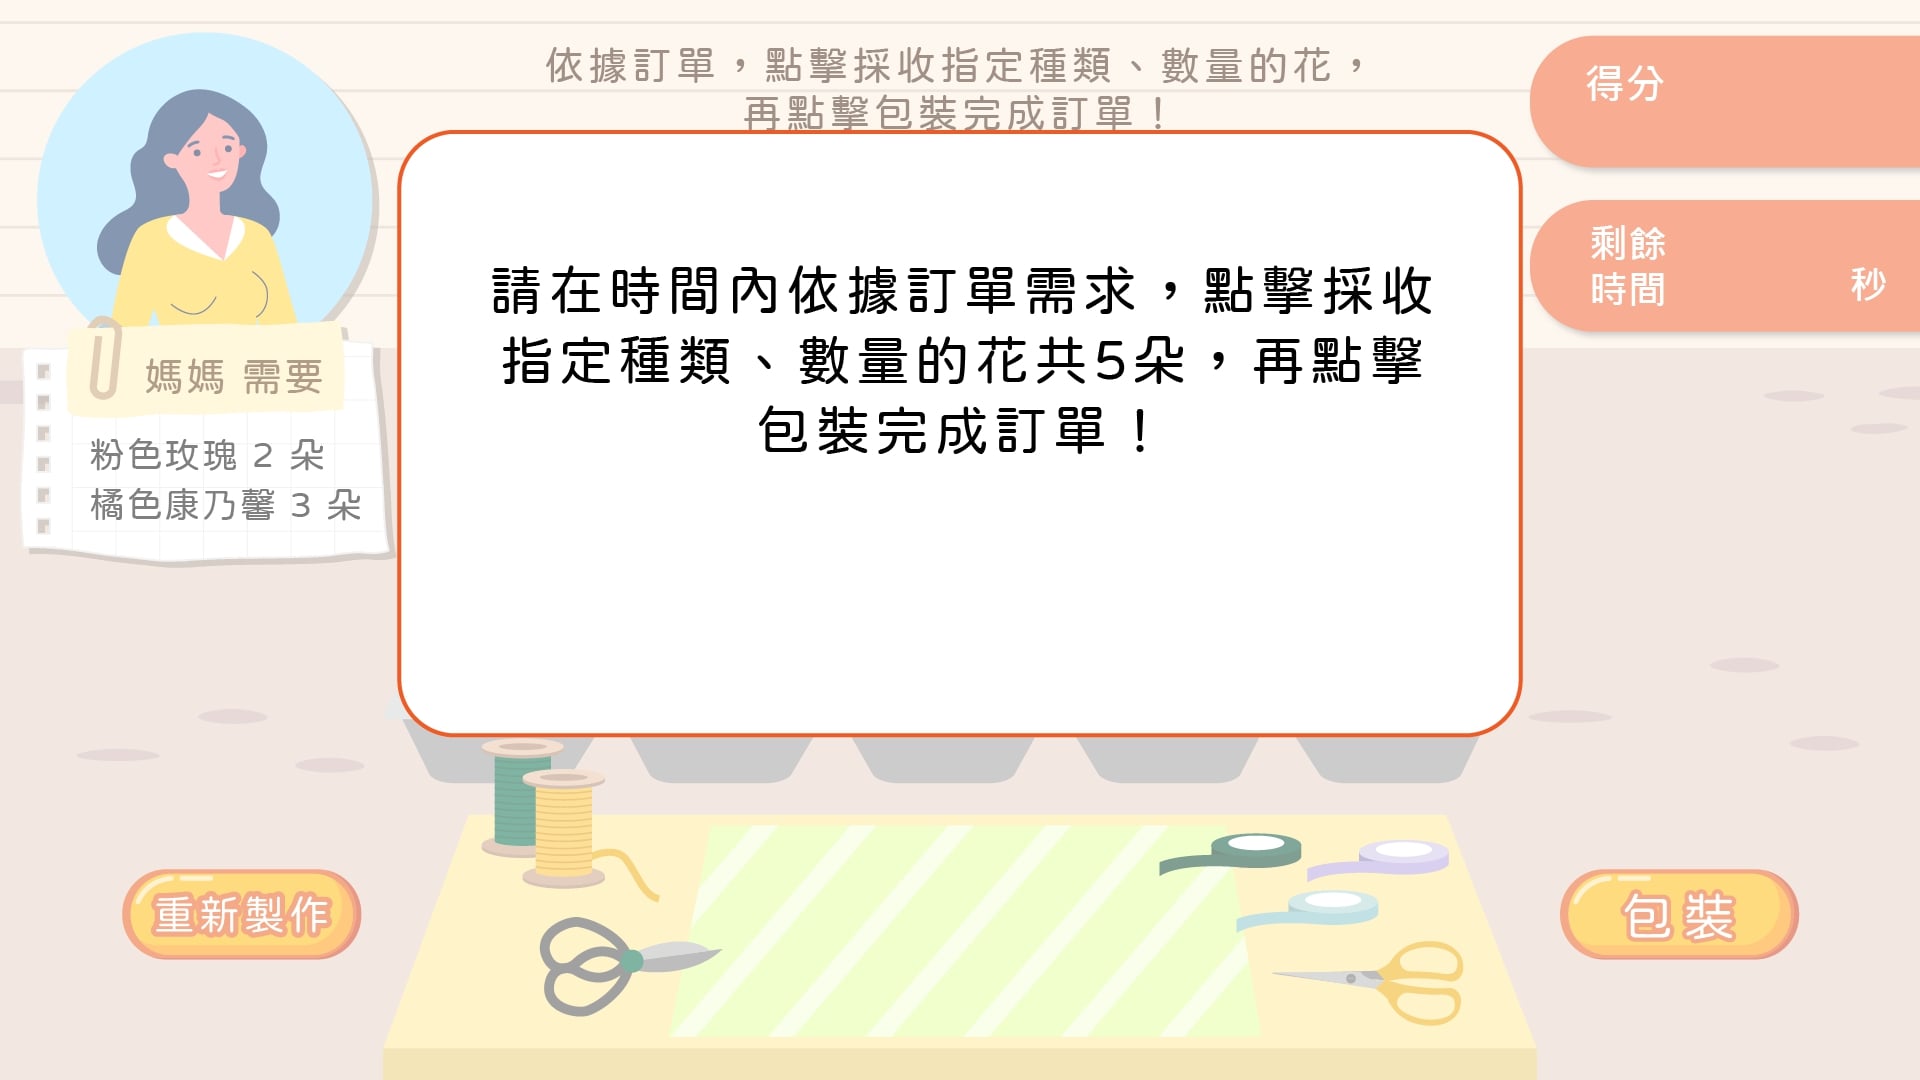 依據訂單，點擊採收指定種類、數量的花，
再點擊包裝完成訂單！
得分
剩餘
時間
秒
請在時間內依據訂單需求，點擊採收
指定種類、數量的花共5朵，再點擊
包裝完成訂單！
媽媽 需要
粉色玫瑰 2 朵
橘色康乃馨 3 朵
重新製作
包裝